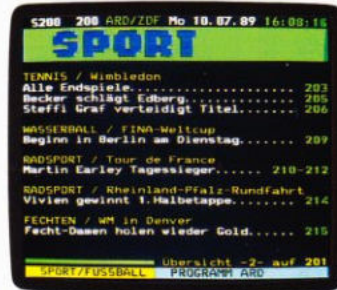 S200 200 ARD/ZDF Mo 10.07.89 16:08:16
SPORT
TENNIS / Wimbledon
Alle Endspiele.................... 203
Becker schlägt Edberg............. 205
Steffi Graf verteidigt Titel...... 206
WASSERBALL / FINA-Weltcup
Beginn in Berlin am Dienstag...... 209
RADSPORT / Tour de France
Martin Earley Tagessieger..... 210-212
RADSPORT / Rheinland-Pfalz-Rundfahrt
Vivien gewinnt 1.Halbetappe....... 214
FECHTEN / WM in Denver
Fecht-Damen holen wieder Gold..... 215
Übersicht -2- auf 201
SPORT/FUSSBALL PROGRAMM ARD